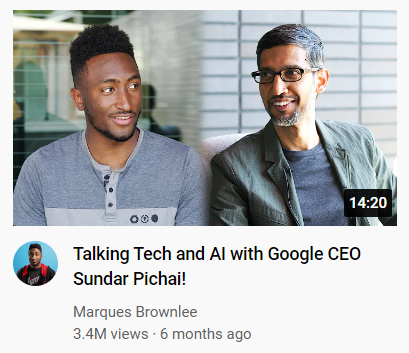 14:20
Talking Tech and AI with Google CEO
Sundar Pichai!
Marques Brownlee
3.4M views · 6 months ago